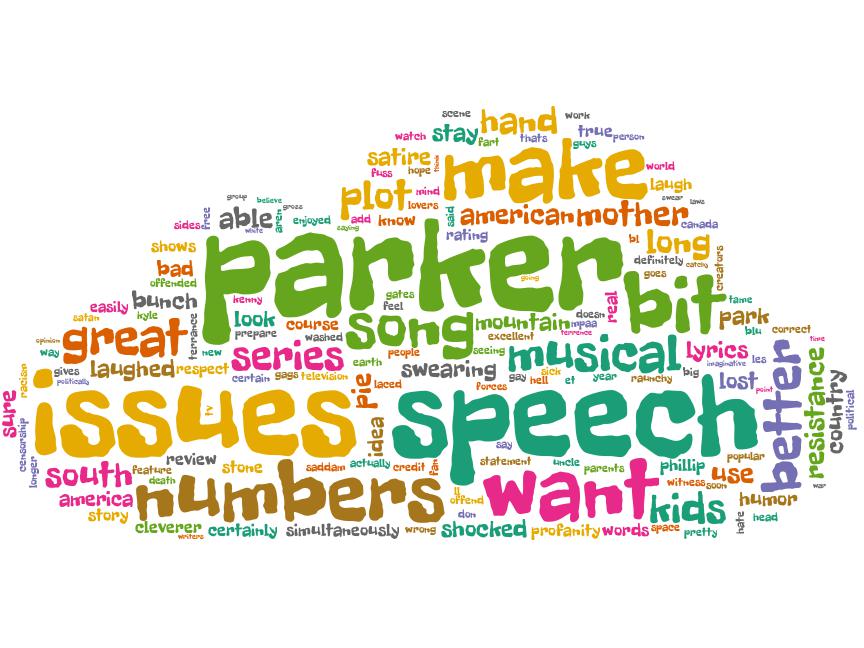 scene hand work
watch stay fart thats true person
satire guys
fuss hope think make world
plot mind laugh
lovers swear laws
group believe gross
sides free able white aren enjoyed add know said american mother canada
saying rating
shows parker bl long creators
definitely catchy
bad going goes
offended gates bit tame
easily bunch kenny feel real park
satan kyle terrance look course song mountain doesn mpaa blu correct
opinion great washed excellent terrence time
way new prepare series people seeing musical lyrics les
gives laughed respect earth swearing imaginative
racism politically certain gags television gay sick year big lost point
pie laced forces hell et raunchy
sure issues tv speech better resistance country political
censorship idea say
longer review actually fan statement uncle popular
south feature stone saddam credit parents phillip use war
america death numbers ll want witness soon humor
story offend kids
don hate head
cleverer certainly simultaneously wrong shocked profanity words space pretty
writers